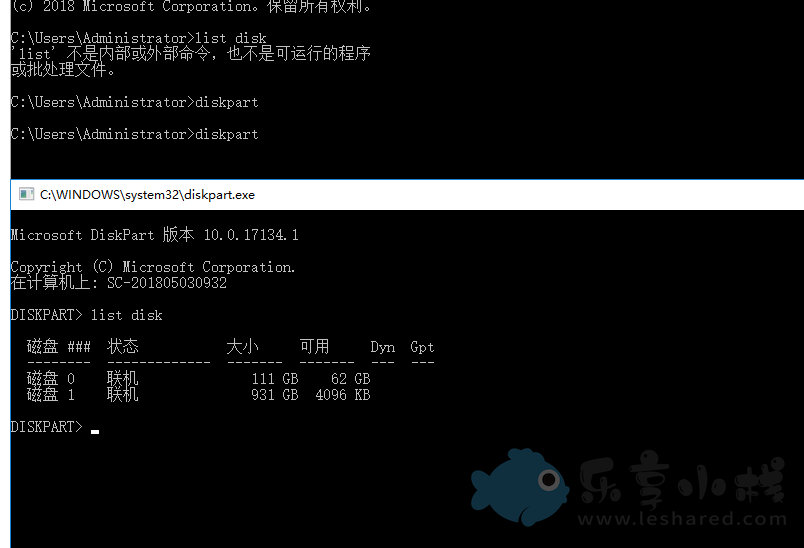 (c) 2018 Microsoft Corporation。保留所有权利。
C:\Users\Administrator>list disk
'list' 不是内部或外部命令，也不是可运行的程序
或批处理文件。
C:\Users\Administrator>diskpart
C:\Users\Administrator>diskpart
C:\WINDOWS\system32\diskpart.exe
Microsoft DiskPart 版本 10.0.17134.1
Copyright (C) Microsoft Corporation.
在计算机上: SC-201805030932
DISKPART> list disk
磁盘 ### 状态 大小 可用 Dyn Gpt
-------- ------------- ------- ------- --- ---
磁盘 0 联机 111 GB 62 GB
磁盘 1 联机 931 GB 4096 KB
DISKPART>
乐享小栈
www.leshared.com